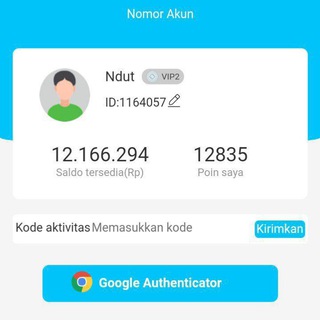 Nomor Akun
Ndut VIP2
ID:1164057
12.166.294 12835
Saldo tersedia(Rp) Poin saya
Kode aktivitas Memasukkan kode Kirimkan
Google Authenticator